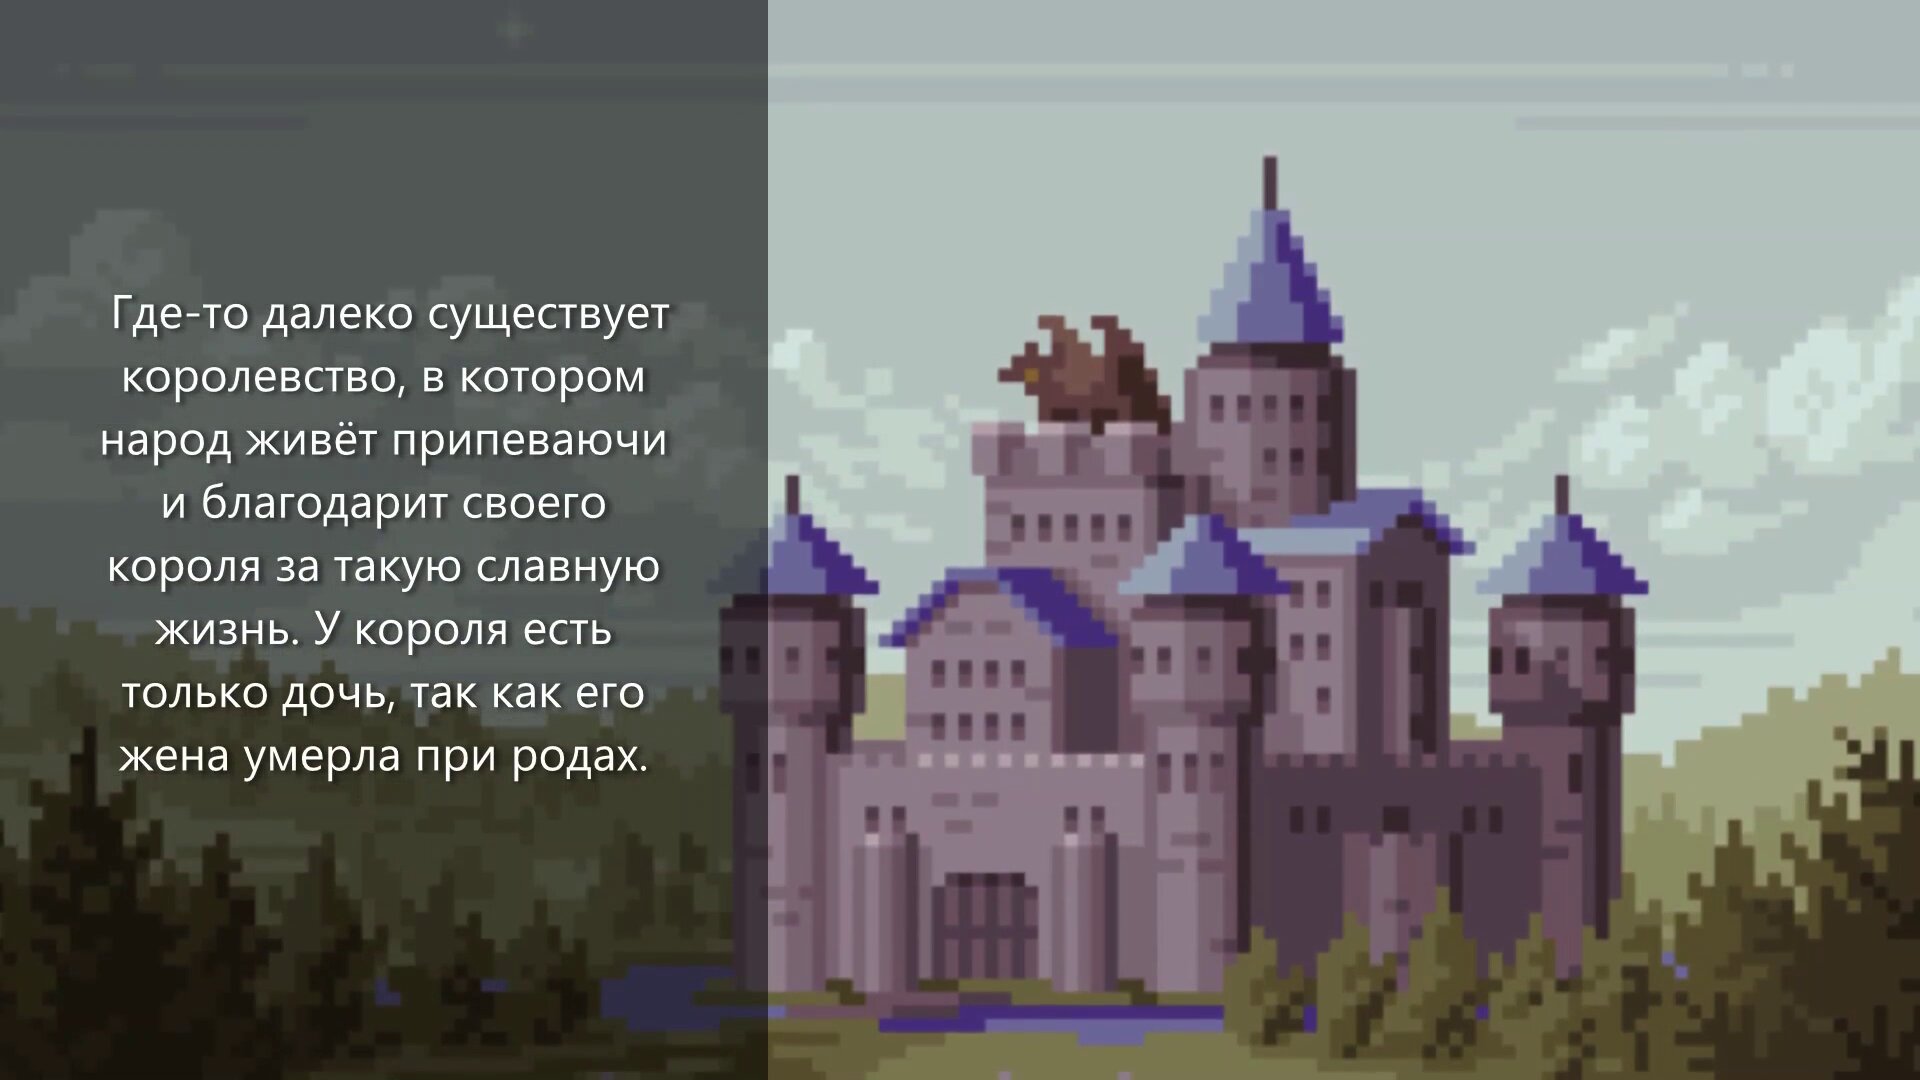 Где-то далеко существует
королевство, в котором
народ живёт припеваючи
и благодарит своего
короля за такую славную
жизнь. У короля есть
только дочь, так как его
жена умерла при родах.